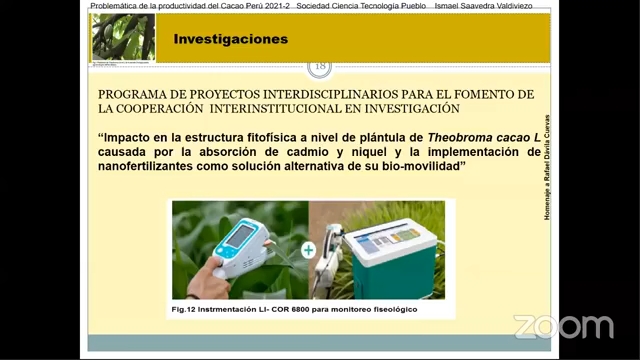 Problemática de la productividad del Cacao Perú 2021-2 Sociedad Ciencia Tecnología Pueblo Ismael Saavedra Valdiviezo
Investigaciones
18
PROGRAMA DE PROYECTOS INTERDISCIPLINARIOS PARA EL FOMENTO DE
LA COOPERACIÓN INTERINSTITUCIONAL EN INVESTIGACIÓN
“Impacto en la estructura fitofísica a nivel de plántula de Theobroma cacao L
causada por la absorción de cadmio y niquel y la implementación de
nanofertilizantes como solución alternativa de su bio-movilidad”
Homenaje a Rafael Dávila Cuevas
Fig.12 Instrmentación LI- COR 6800 para monitoreo fiseológico
zoom